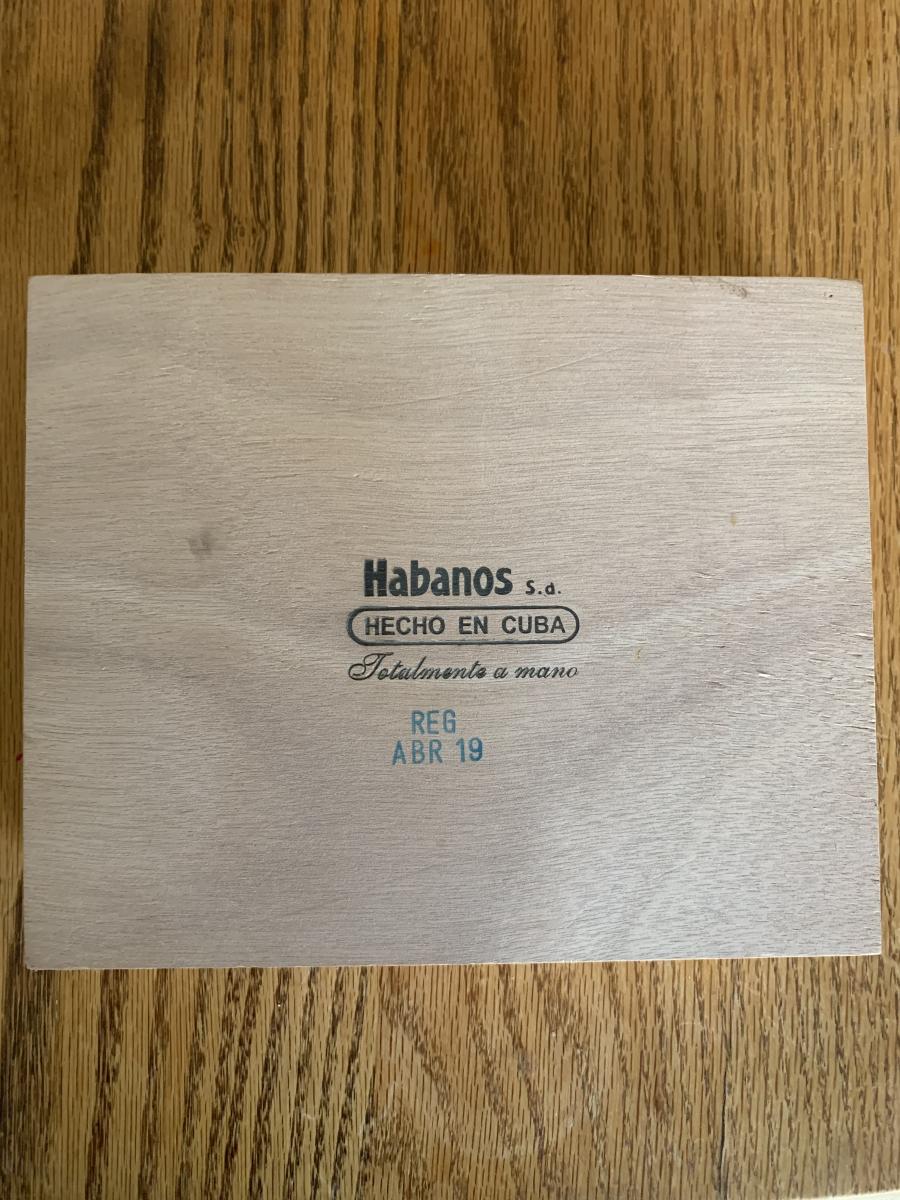 Habanos s.a.
HECHO EN CUBA
Totalmente a mano
REG
ABR 19